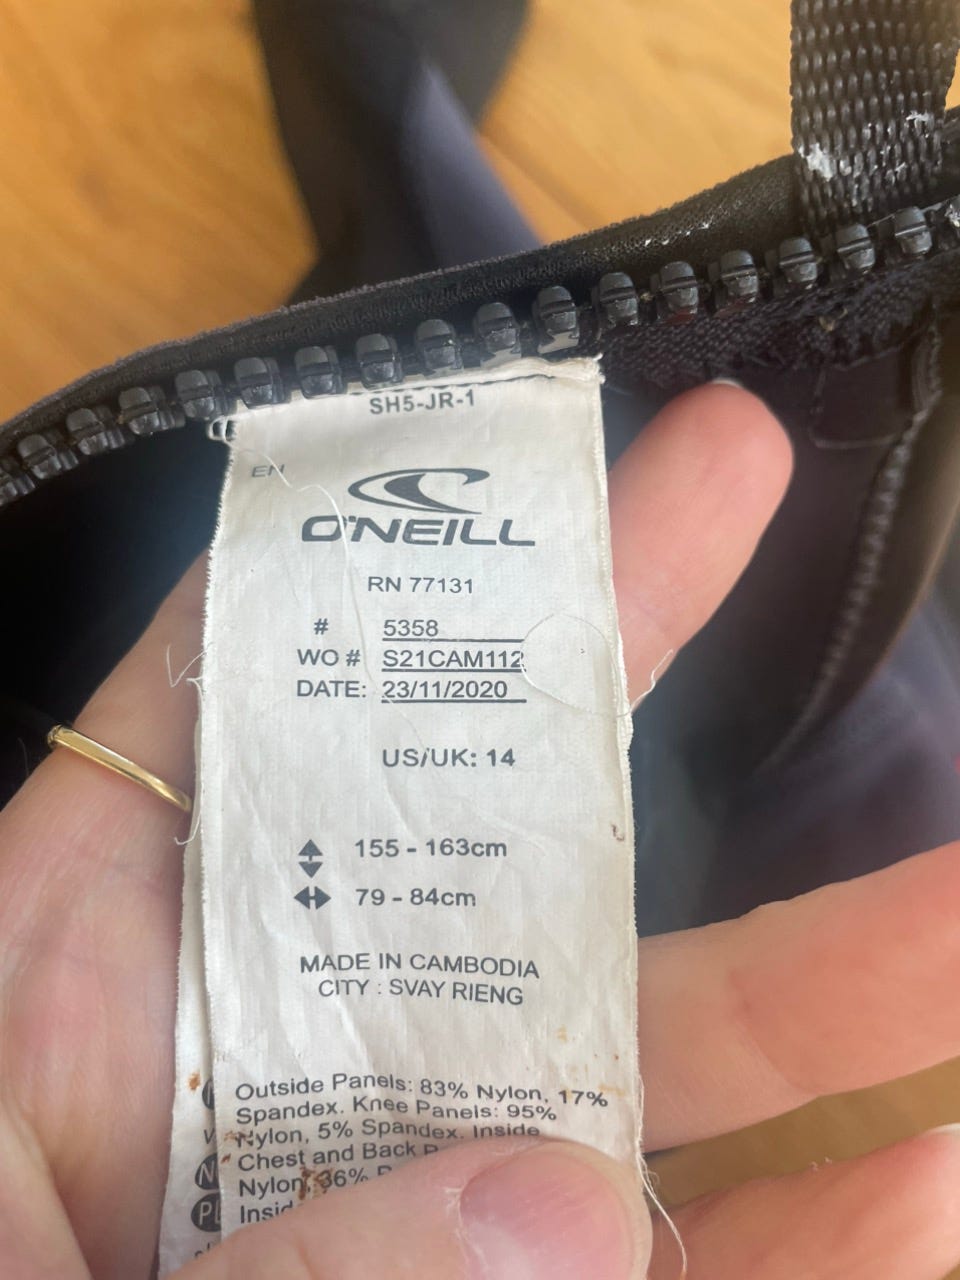 SH5-JR-1
EN
O'NEILL
RN 77131
# 5358
WO # S21CAM112
DATE: 23/11/2020
US/UK: 14
155 - 163cm
79 - 84cm
MADE IN CAMBODIA
CITY : SVAY RIENG
Outside Panels: 83% Nylon, 17%
Spandex. Knee Panels: 95%
Nylon, 5% Spandex. Inside
Chest and Back
Nylon, 36%